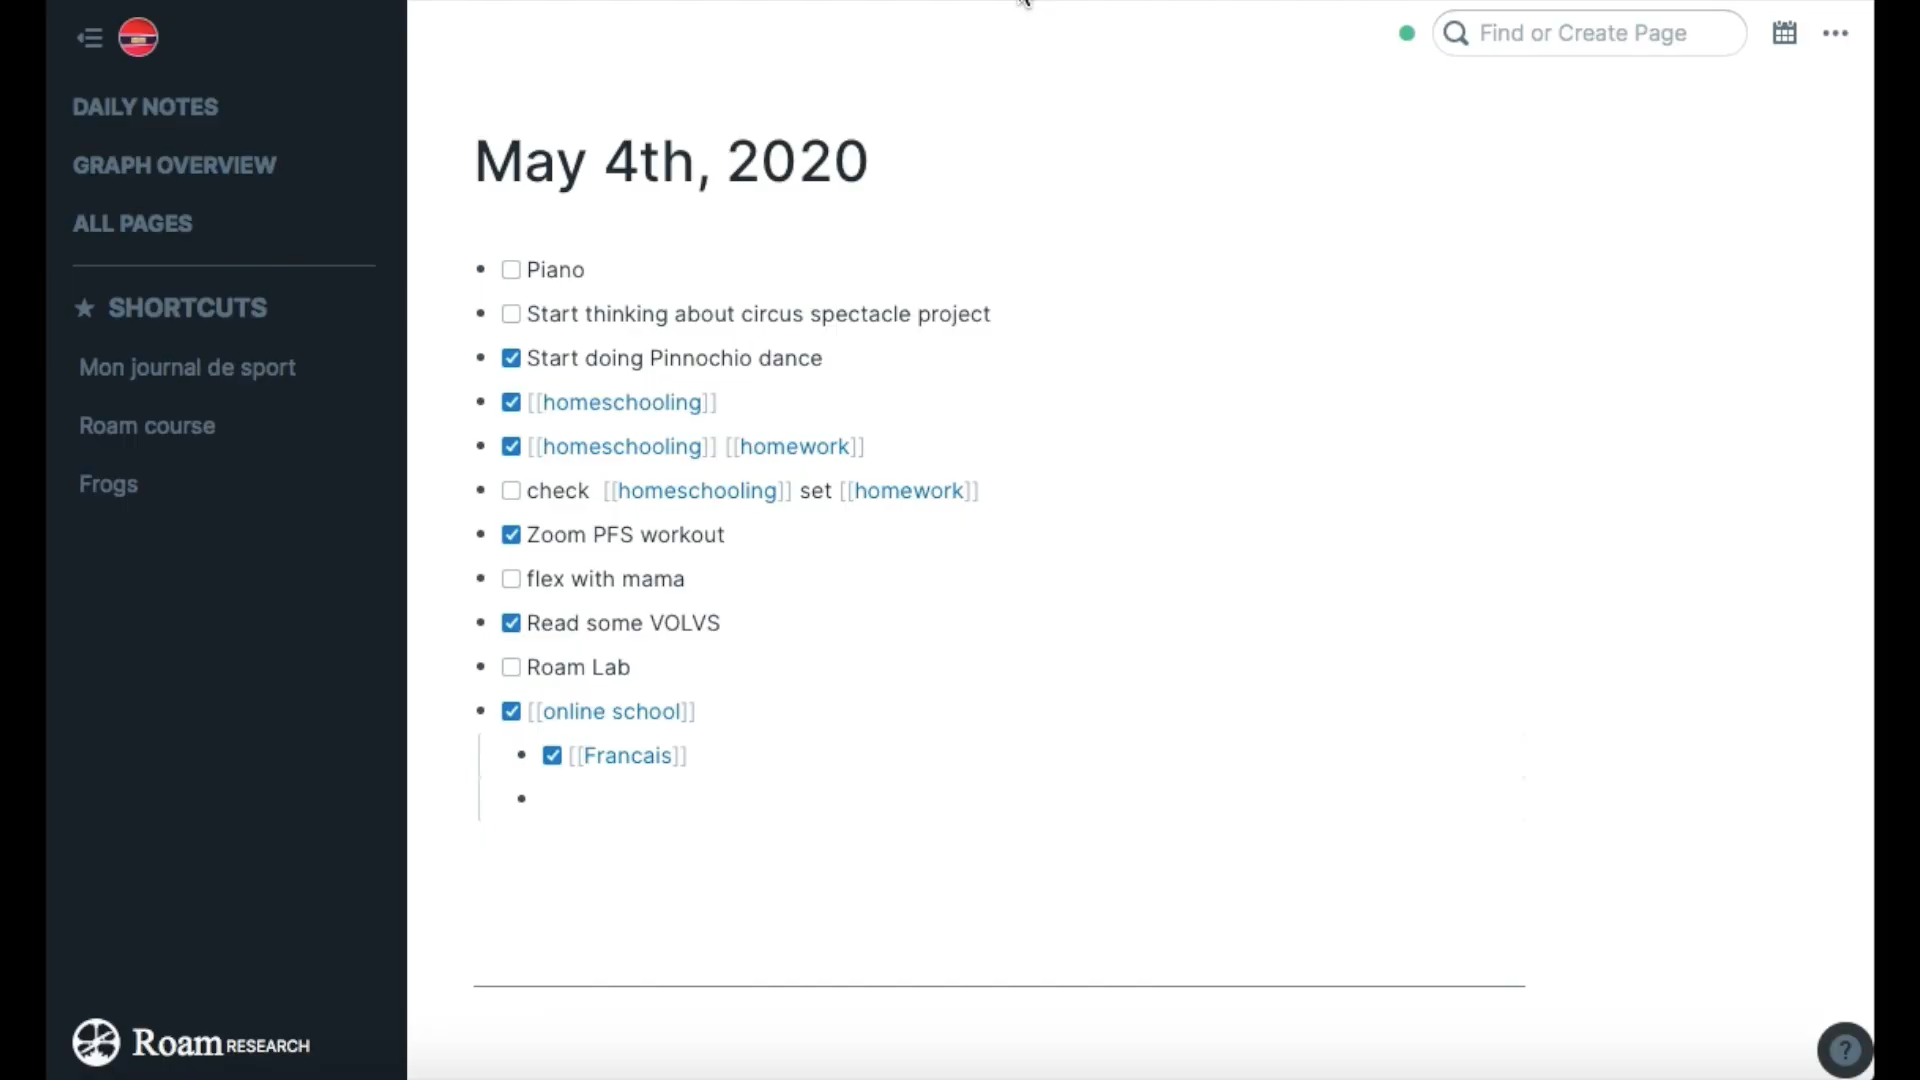 Find or Create Page
DAILY NOTES
GRAPH OVERVIEW
ALL PAGES
★ SHORTCUTS
Mon journal de sport
Roam course
Frogs
May 4th, 2020
Piano
Start thinking about circus spectacle project
Start doing Pinnochio dance
[[homeschooling]]
[[homeschooling]] [[homework]]
check [[homeschooling]] set [[homework]]
Zoom PFS workout
flex with mama
Read some VOLVS
Roam Lab
[[online school]]
[[Francais]]
Roam RESEARCH
?